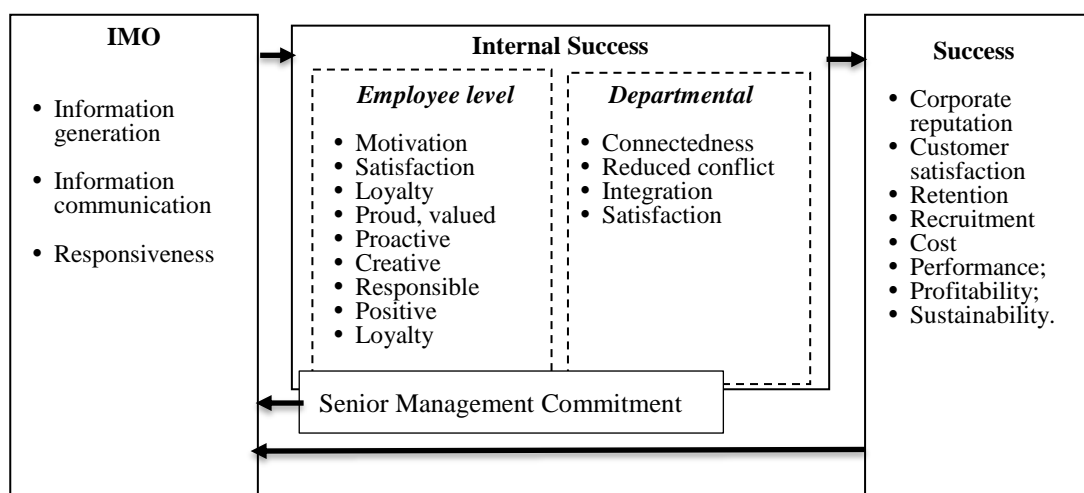 IMO
• Information
generation
• Information
communication
• Responsiveness
Internal Success
Employee level
• Motivation
• Satisfaction
• Loyalty
• Proud, valued
• Proactive
• Creative
• Responsible
• Positive
• Loyalty
Departmental
• Connectedness
• Reduced conflict
• Integration
• Satisfaction
Senior Management Commitment
Success
• Corporate
reputation
• Customer
satisfaction
• Retention
• Recruitment
• Cost
• Performance;
• Profitability;
• Sustainability.